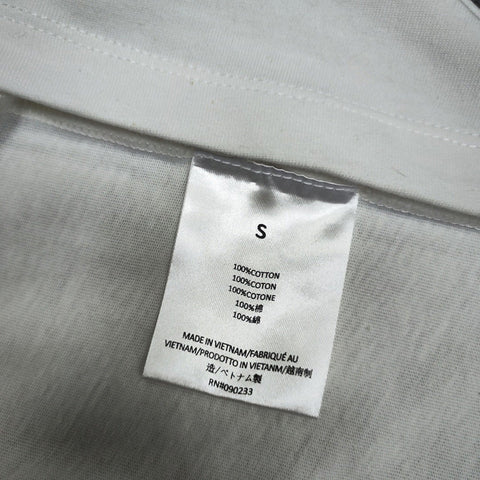 S
100%COTTON
100%COTON
100%COTONE
100%棉
100%綿
MADE IN VIETNAM/FABRIQUÉ AU
VIETNAM/PRODOTTO IN VIETANM/越南制
造/ベトナム製
RN#090233